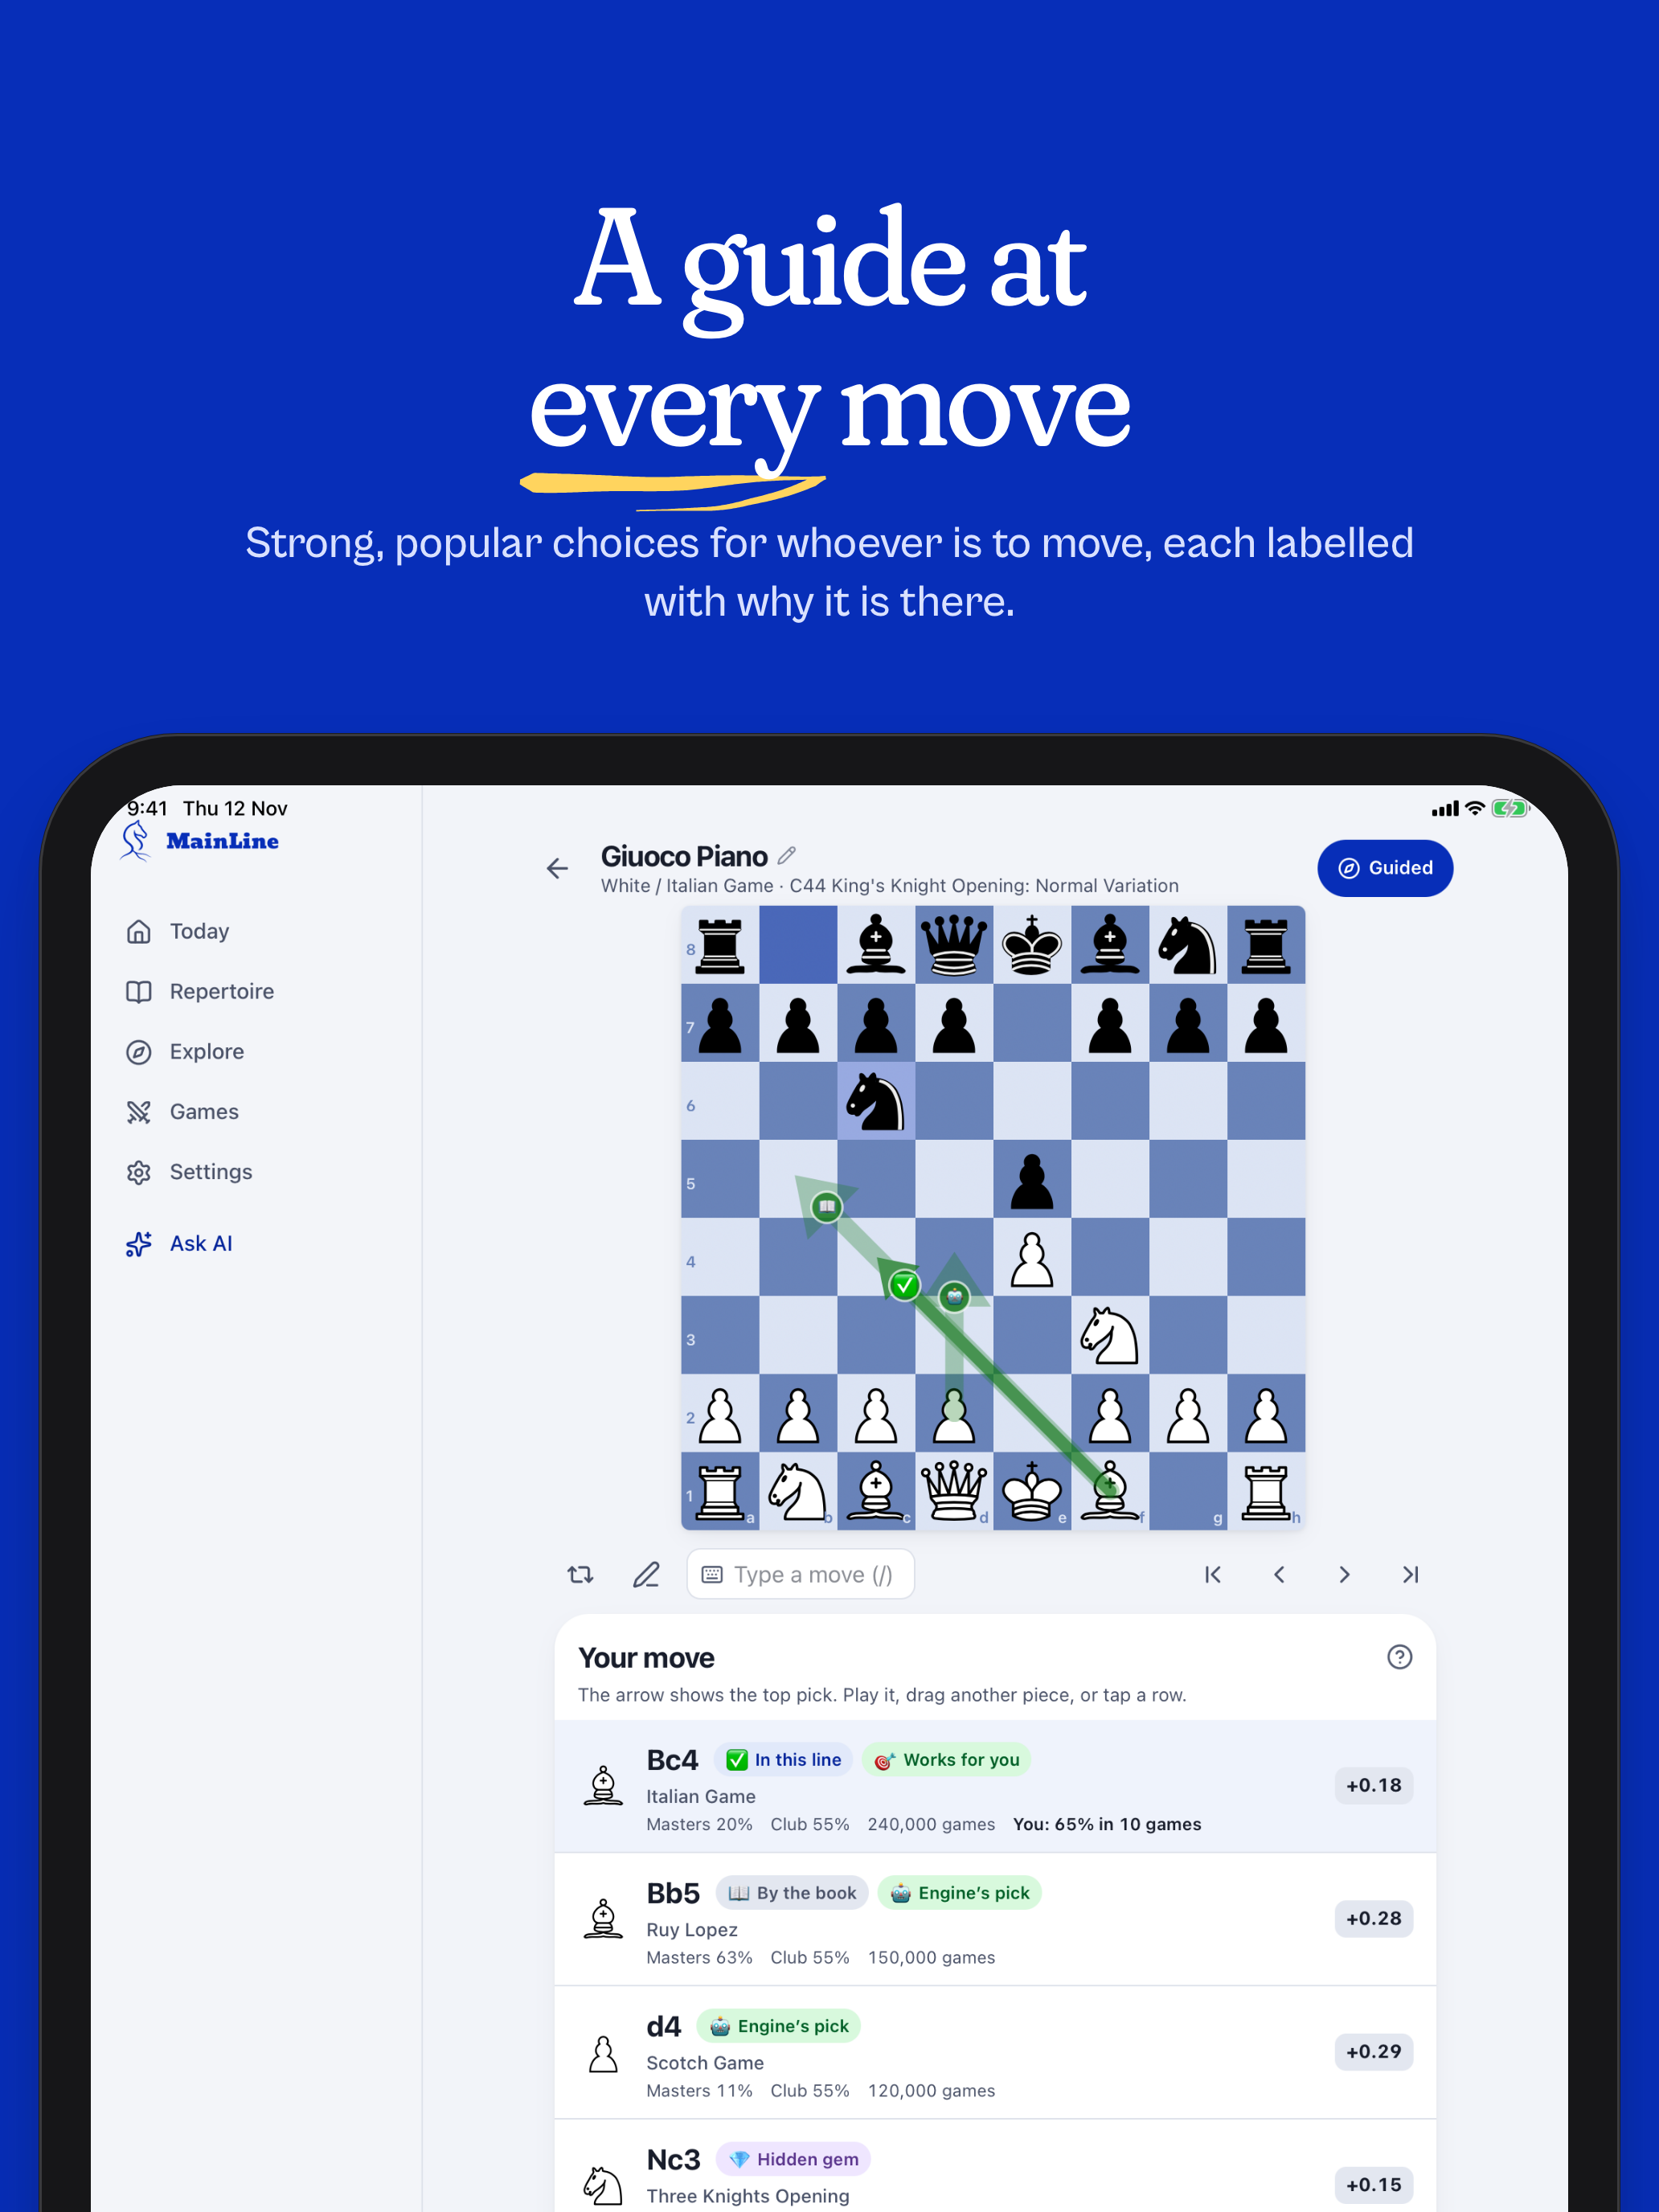 A guide at
every move
Strong, popular choices for whoever is to move, each labelled
with why it is there.
9:41 Thu 12 Nov
MainLine
Today
Repertoire
Explore
Games
Settings
Ask AI
Giuoco Piano
White / Italian Game · C44 King's Knight Opening: Normal Variation
Guided
8
7
6
5
4
3
2
1
a b c d e f g h
Type a move (/)
Your move
The arrow shows the top pick. Play it, drag another piece, or tap a row.
Bc4 In this line Works for you
Italian Game
Masters 20% Club 55% 240,000 games You: 65% in 10 games
+0.18
Bb5 By the book Engine’s pick
Ruy Lopez
Masters 63% Club 55% 150,000 games
+0.28
d4 Engine’s pick
Scotch Game
Masters 11% Club 55% 120,000 games
+0.29
Nc3 Hidden gem
Three Knights Opening
+0.15